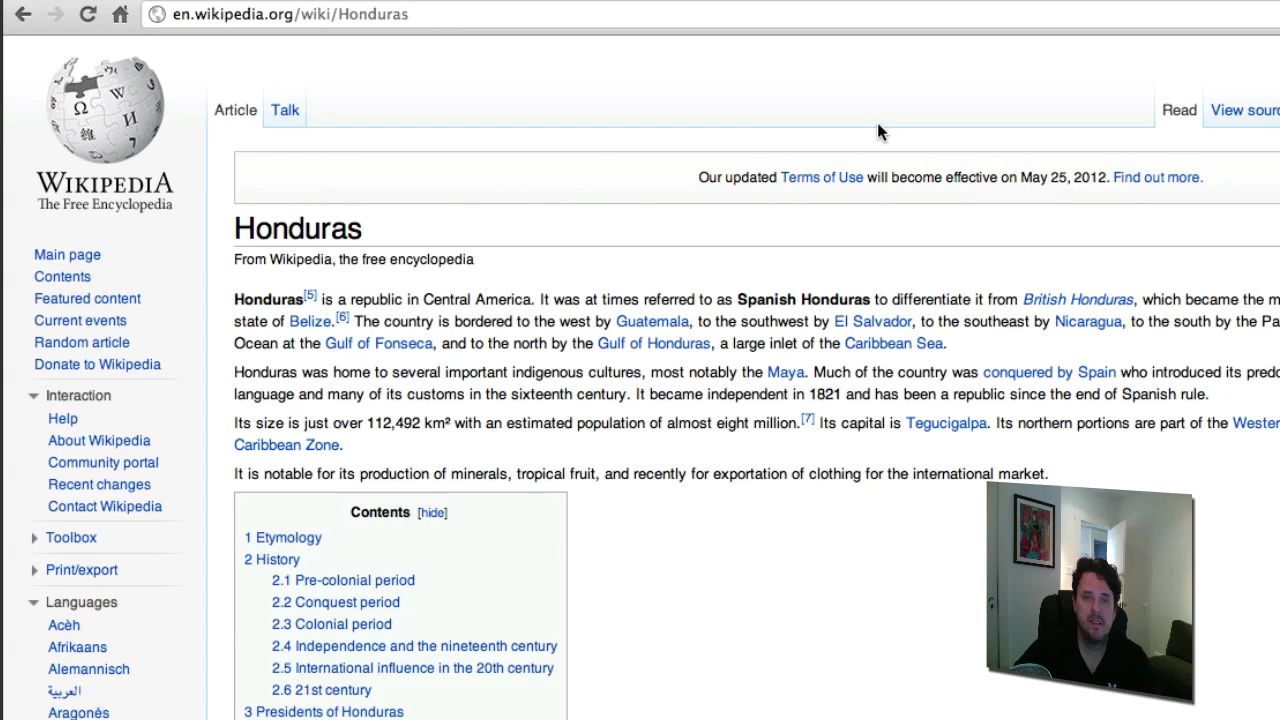 en.wikipedia.org/wiki/Honduras
WIKIPEDIA
The Free Encyclopedia
Article Talk Read View sourc
Our updated Terms of Use will become effective on May 25, 2012. Find out more.
Honduras
From Wikipedia, the free encyclopedia
Honduras[5] is a republic in Central America. It was at times referred to as Spanish Honduras to differentiate it from British Honduras, which became the m
state of Belize.[6] The country is bordered to the west by Guatemala, to the southwest by El Salvador, to the southeast by Nicaragua, to the south by the Pa
Ocean at the Gulf of Fonseca, and to the north by the Gulf of Honduras, a large inlet of the Caribbean Sea.
Honduras was home to several important indigenous cultures, most notably the Maya. Much of the country was conquered by Spain who introduced its predo
language and many of its customs in the sixteenth century. It became independent in 1821 and has been a republic since the end of Spanish rule.
Its size is just over 112,492 km² with an estimated population of almost eight million.[7] Its capital is Tegucigalpa. Its northern portions are part of the Wester
Caribbean Zone.
It is notable for its production of minerals, tropical fruit, and recently for exportation of clothing for the international market.
Contents [hide]
1 Etymology
2 History
2.1 Pre-colonial period
2.2 Conquest period
2.3 Colonial period
2.4 Independence and the nineteenth century
2.5 International influence in the 20th century
2.6 21st century
3 Presidents of Honduras
Main page
Contents
Featured content
Current events
Random article
Donate to Wikipedia
Interaction
Help
About Wikipedia
Community portal
Recent changes
Contact Wikipedia
Toolbox
Print/export
Languages
Acèh
Afrikaans
Alemannisch
العربية
Aragonés